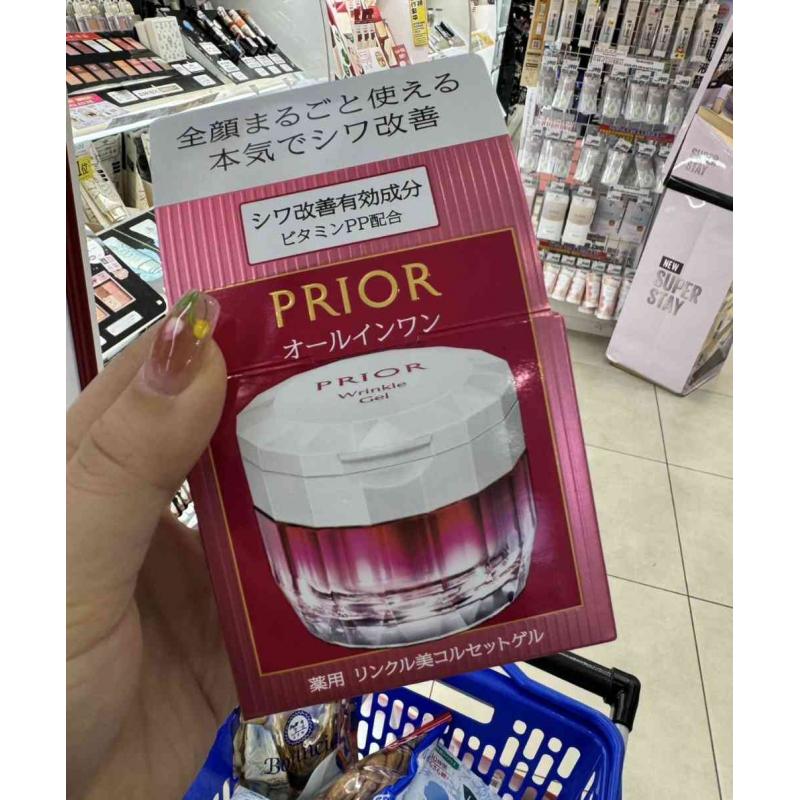 全顔まるごと使える
本気でシワ改善
シワ改善有効成分
ビタミンPP配合
PRIOR
オールインワン
PRIOR
Wrinkle
Gel
薬用 リンクル美コルセットゲル
NEW
SUPER
STAY
SUPER
STAY